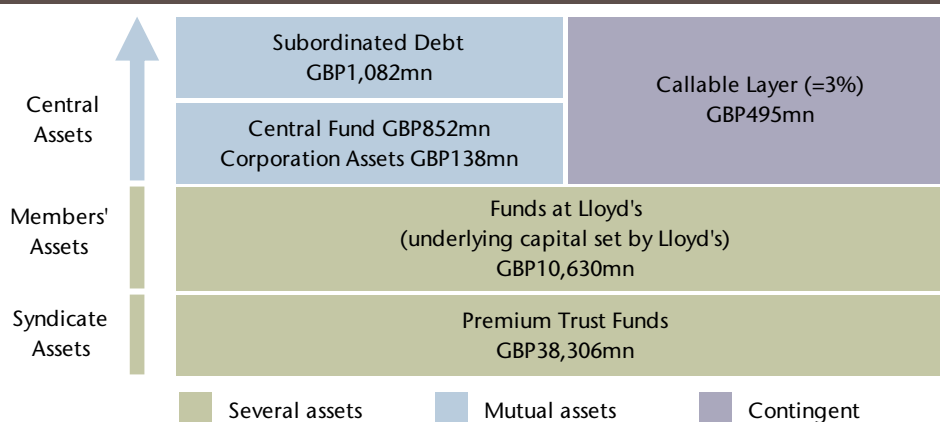 Central
Assets
Subordinated Debt
GBP1,082mn
Central Fund GBP852mn
Corporation Assets GBP138mn
Callable Layer (=3%)
GBP495mn
Members'
Assets
Funds at Lloyd's
(underlying capital set by Lloyd's)
GBP10,630mn
Syndicate
Assets
Premium Trust Funds
GBP38,306mn
Several assets
Mutual assets
Contingent